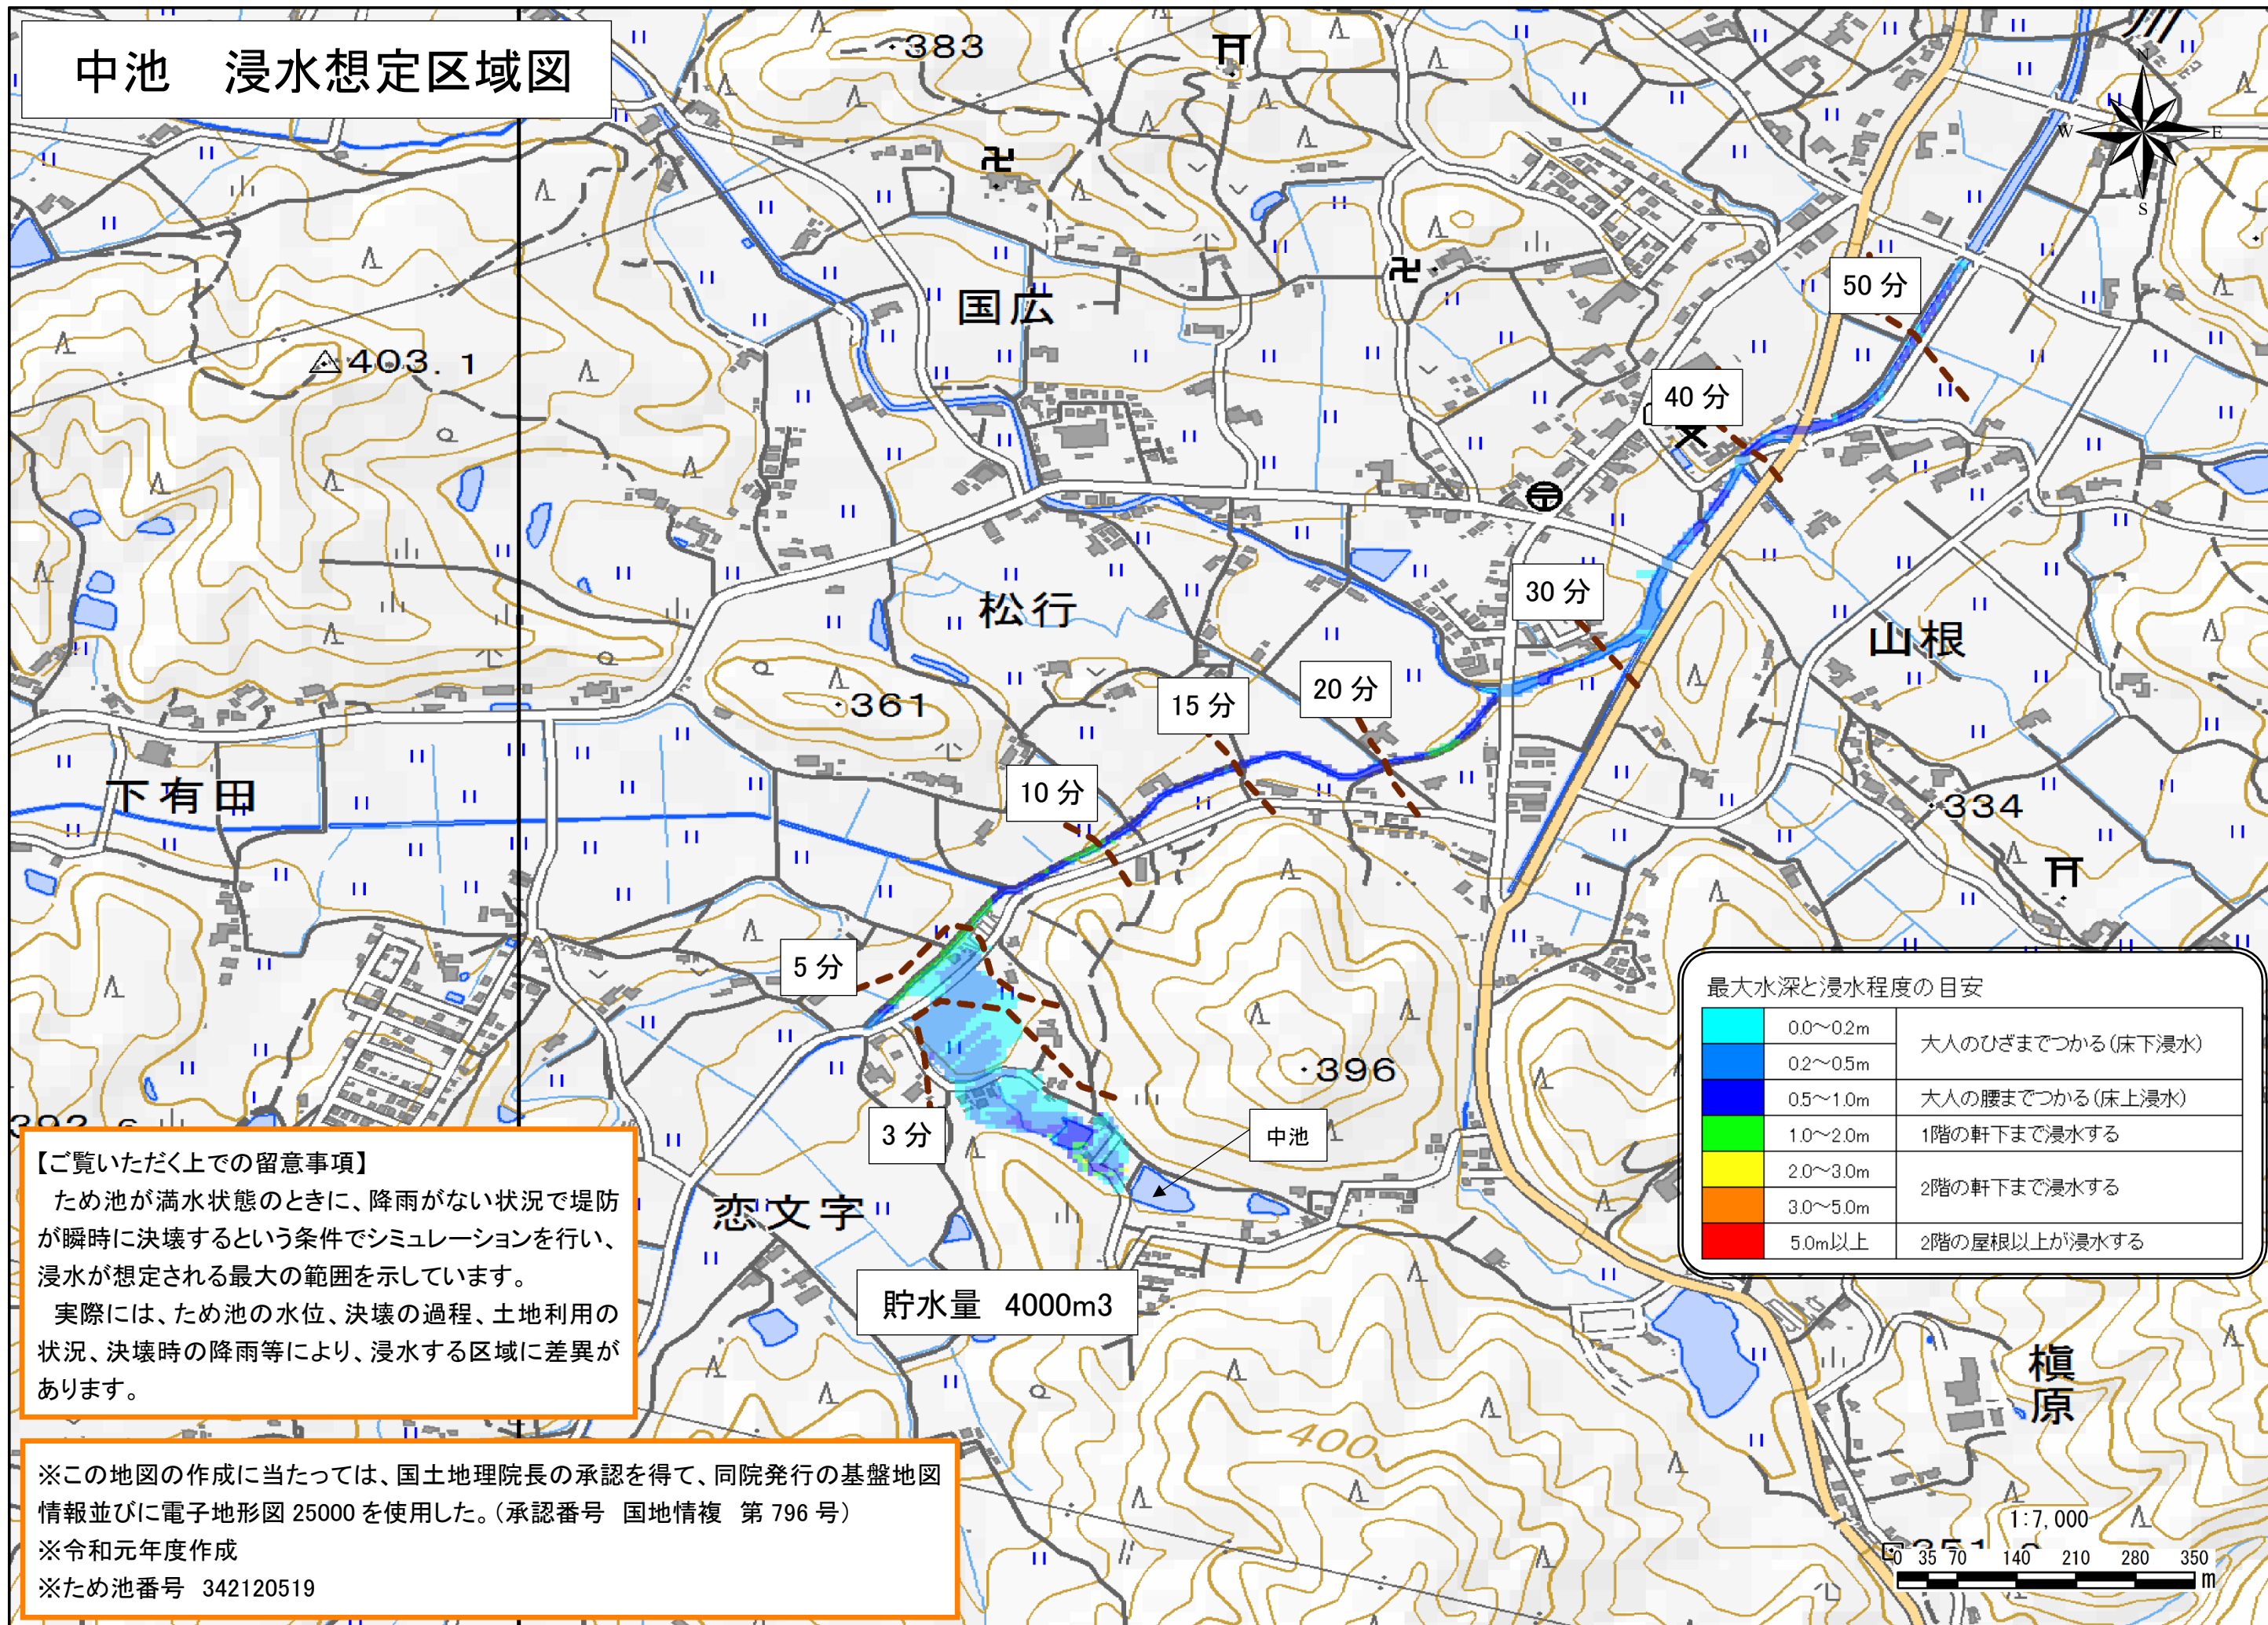 中池　浸水想定区域図
383
N
W
E
S
50 分
国広
403. 1
40 分
30 分
松行
山根
20 分
15 分
361
10 分
下有田
334
5 分
最大水深と浸水程度の目安
0.0～0.2m
大人のひざまでつかる(床下浸水)
0.2～0.5m
0.5～1.0m
大人の腰までつかる(床上浸水)
1.0～2.0m
1階の軒下まで浸水する
2.0～3.0m
2階の軒下まで浸水する
3.0～5.0m
5.0m以上
2階の屋根以上が浸水する
396
3 分
中池
【ご覧いただく上での留意事項】
ため池が満水状態のときに、降雨がない状況で堤防
が瞬時に決壊するという条件でシミュレーションを行い、
浸水が想定される最大の範囲を示しています。
実際には、ため池の水位、決壊の過程、土地利用の
状況、決壊時の降雨等により、浸水する区域に差異が
あります。
恋文字
貯水量　4000m3
槇原
400
※この地図の作成に当たっては、国土地理院長の承認を得て、同院発行の基盤地図
情報並びに電子地形図 25000 を使用した。（承認番号　国地情複　第 796 号）
※令和元年度作成
※ため池番号　342120519
1:7,000
0 35 70 140 210 280 350
m